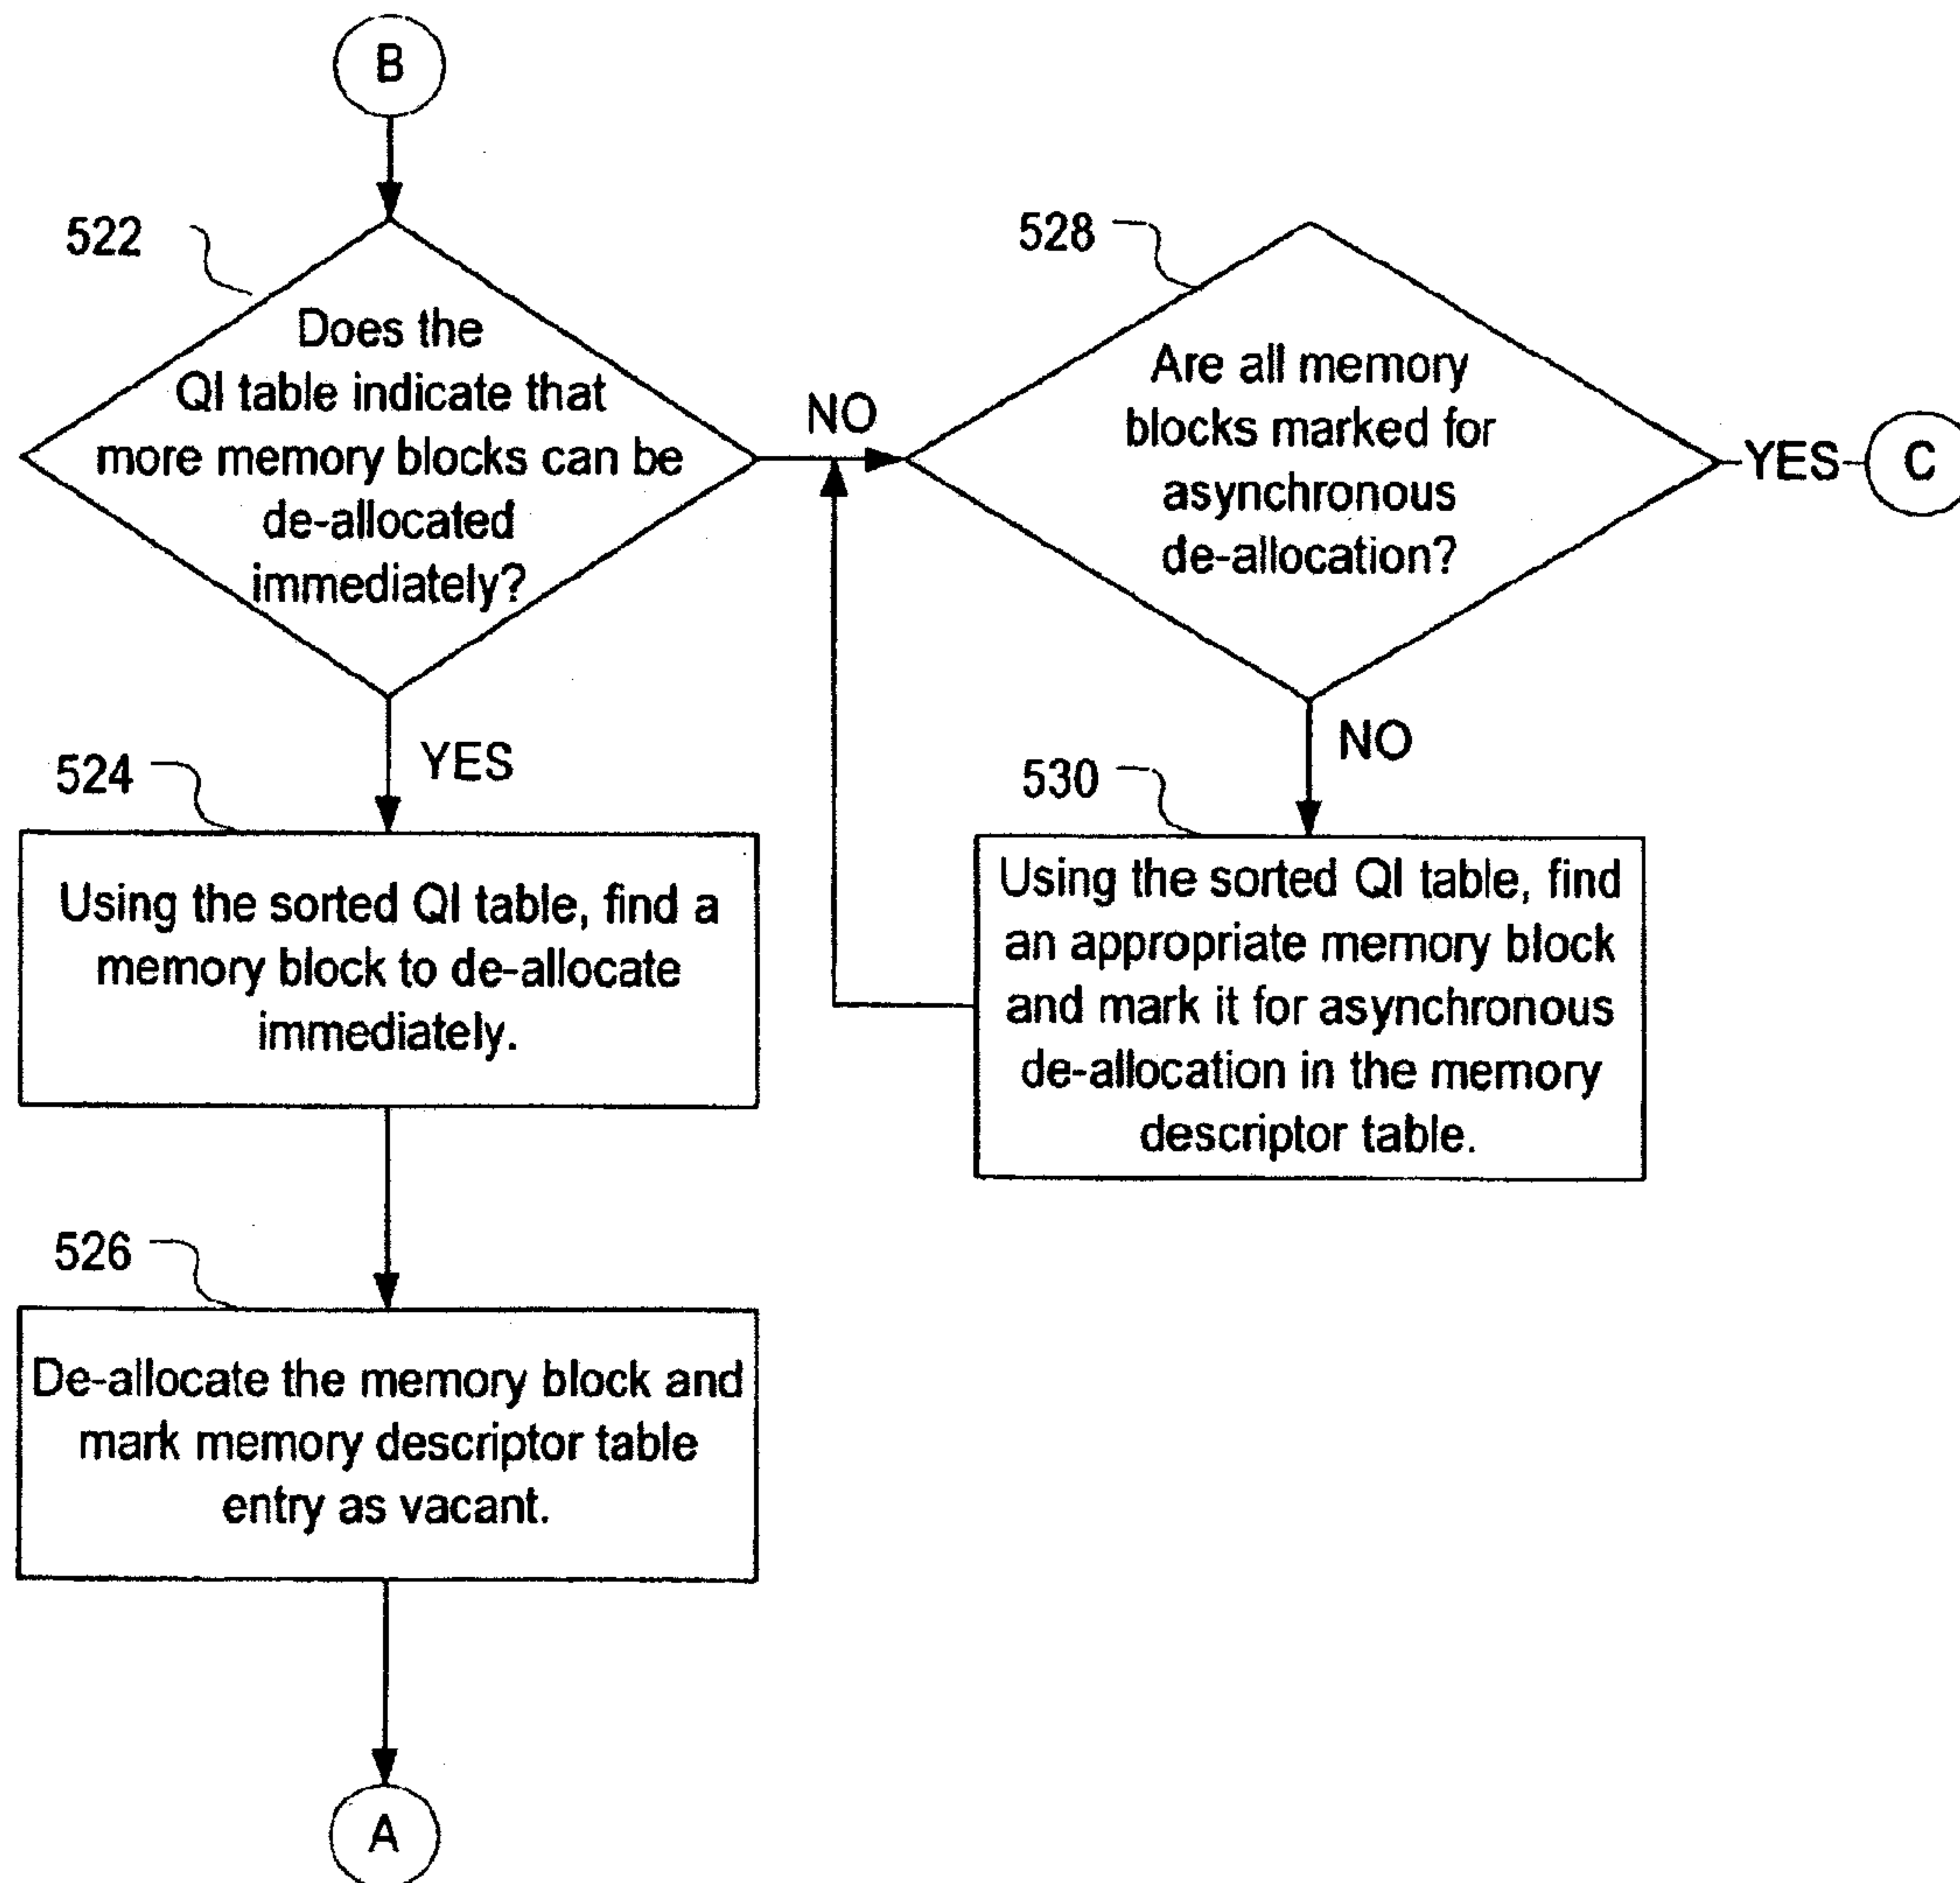 B
522
Does the
QI table indicate that
more memory blocks can be
de-allocated
immediately?
NO
YES
528
Are all memory
blocks marked for
asynchronous
de-allocation?
YES
C
NO
524
Using the sorted QI table, find a
memory block to de-allocate
immediately.
530
Using the sorted QI table, find
an appropriate memory block
and mark it for asynchronous
de-allocation in the memory
descriptor table.
526
De-allocate the memory block and
mark memory descriptor table
entry as vacant.
A